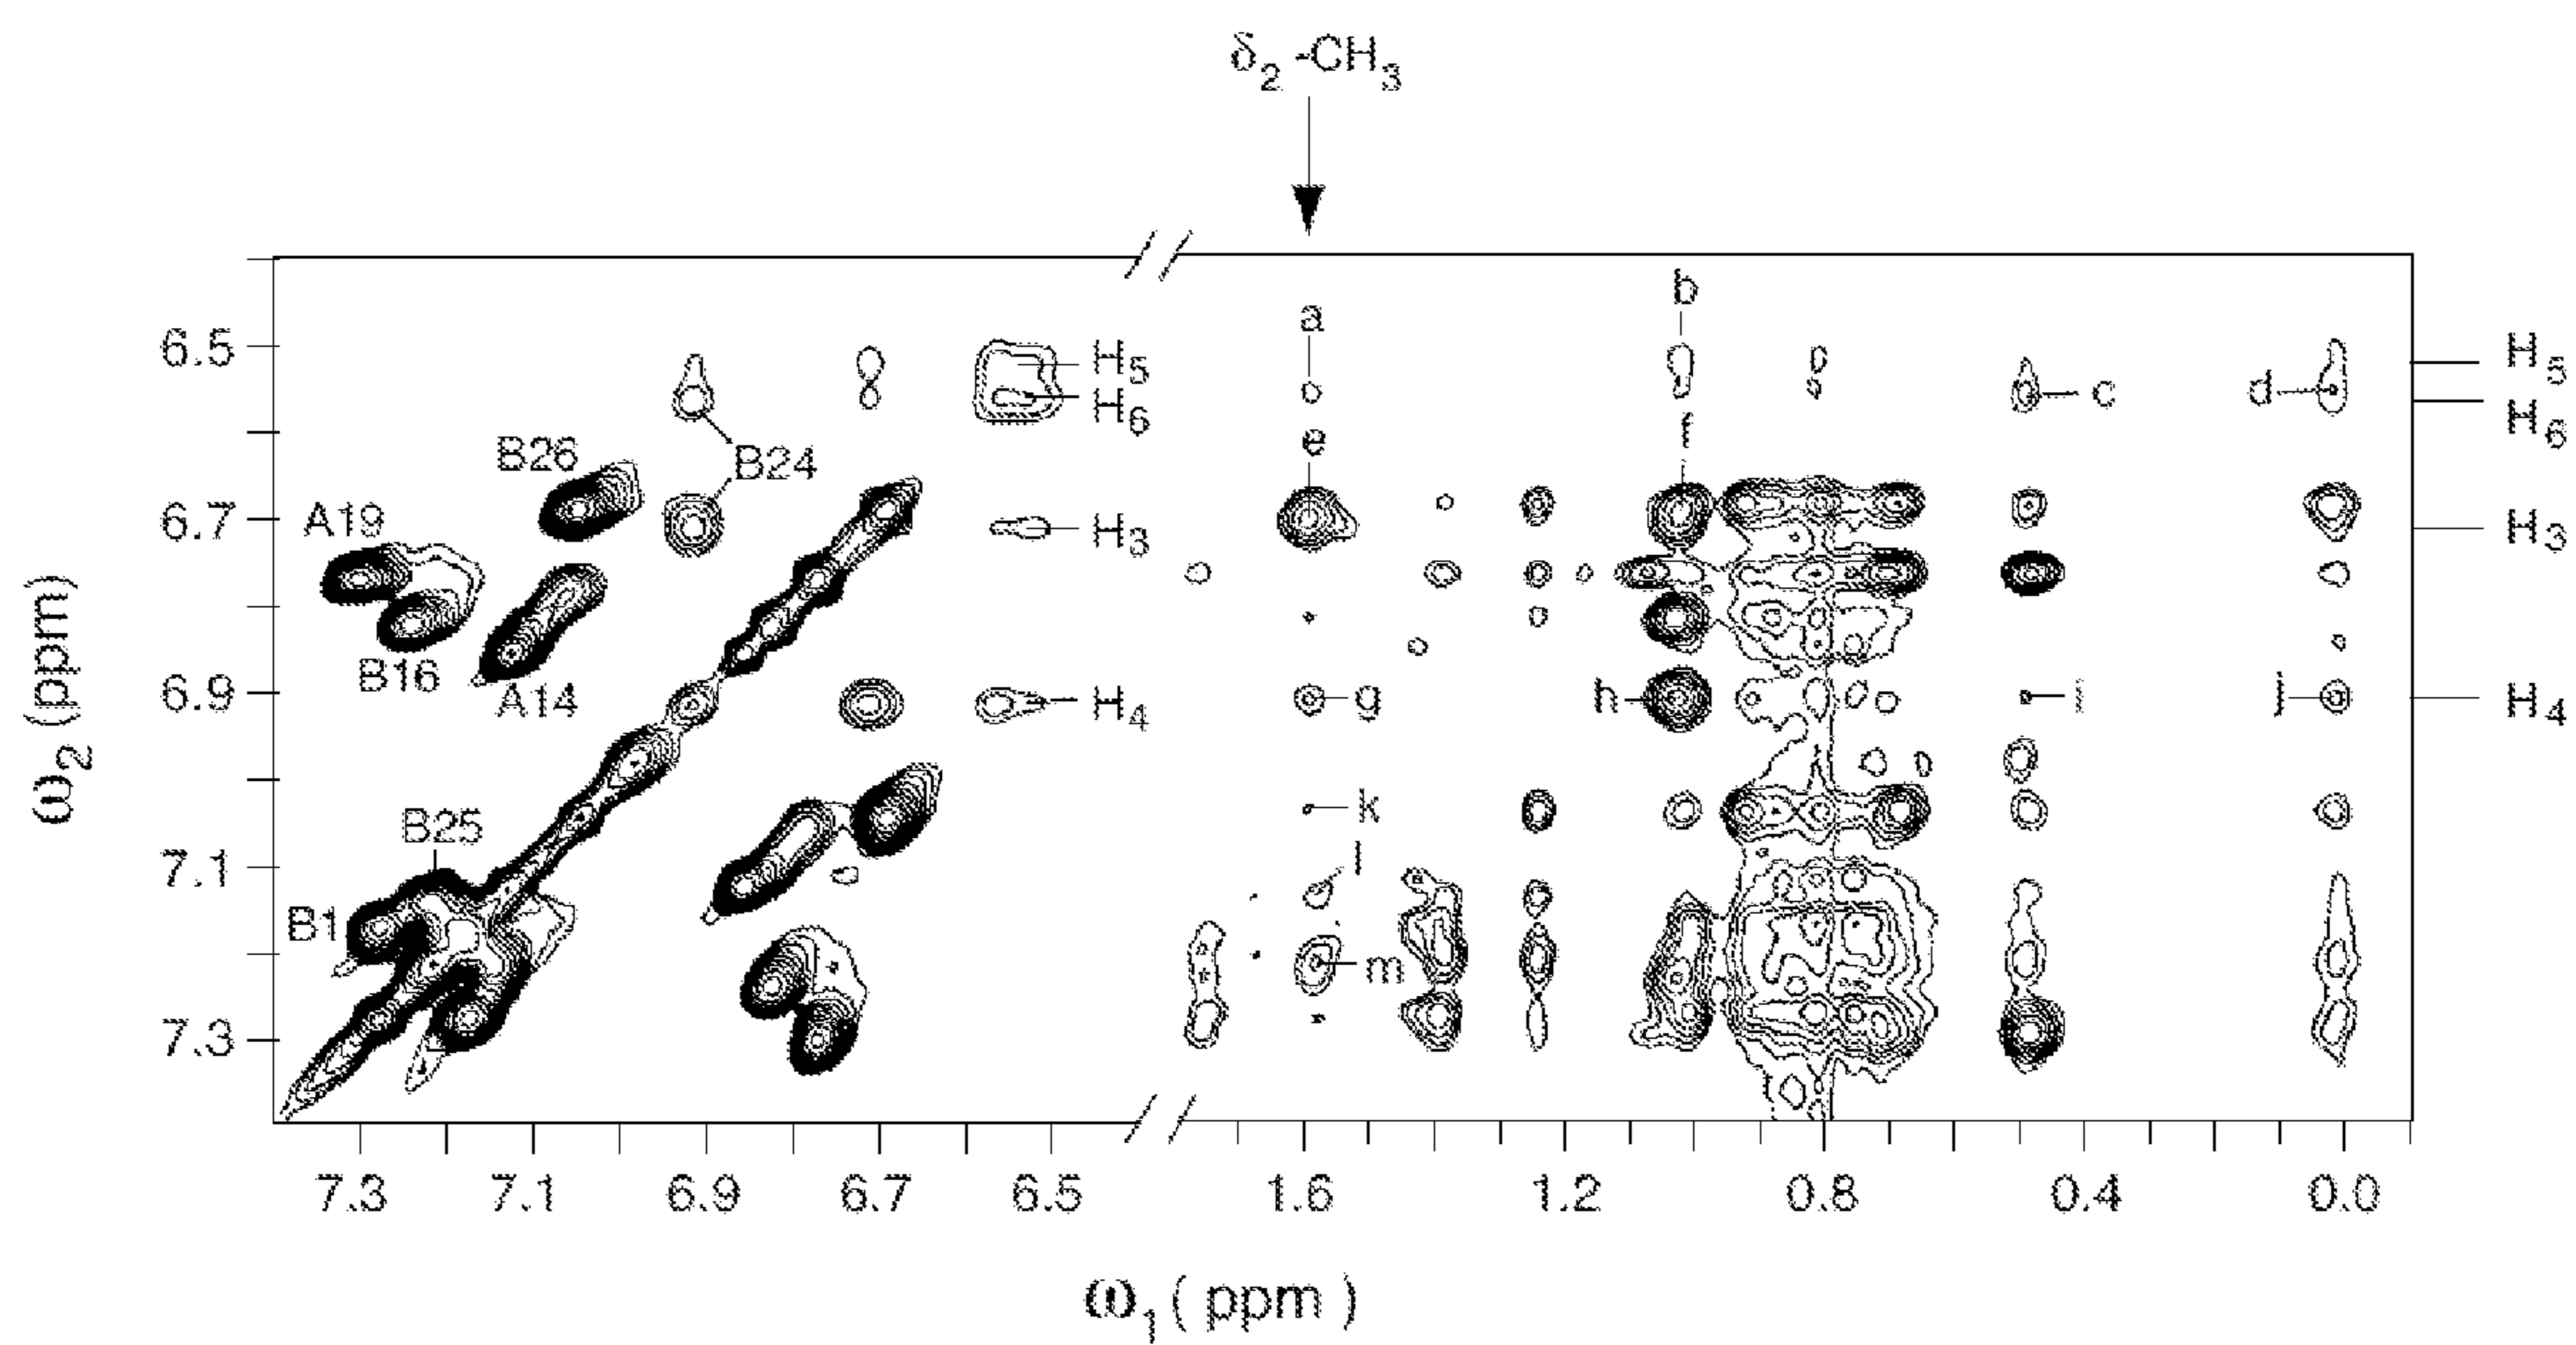 δ2 -CH3
b
a
6.5 H5 H5
c d
H6 H6
e f
B26 B24
A19 6.7 H3 H3
B16 A14
6.9 H4 g h i j H4
ω2 (ppm)
k
B25
l
7.1
B1
m
7.3
7.3 7.1 6.9 6.7 6.5 1.6 1.2 0.8 0.4 0.0
ω1 ( ppm )